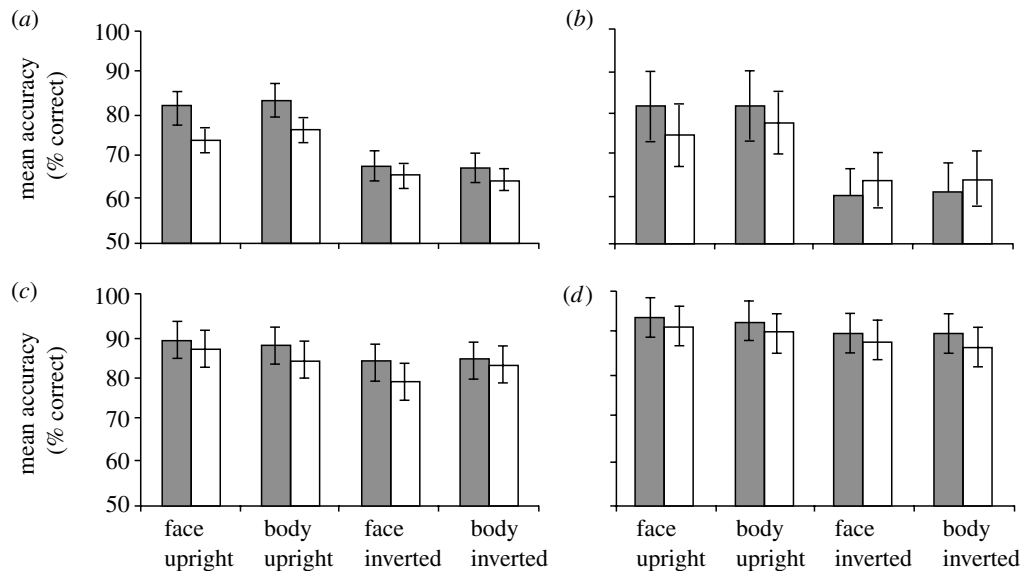 (a)
(b)
mean accuracy
(% correct)
100
90
80
70
60
50
(c)
(d)
mean accuracy
(% correct)
100
90
80
70
60
50
face
upright
body
upright
face
inverted
body
inverted
face
upright
body
upright
face
inverted
body
inverted